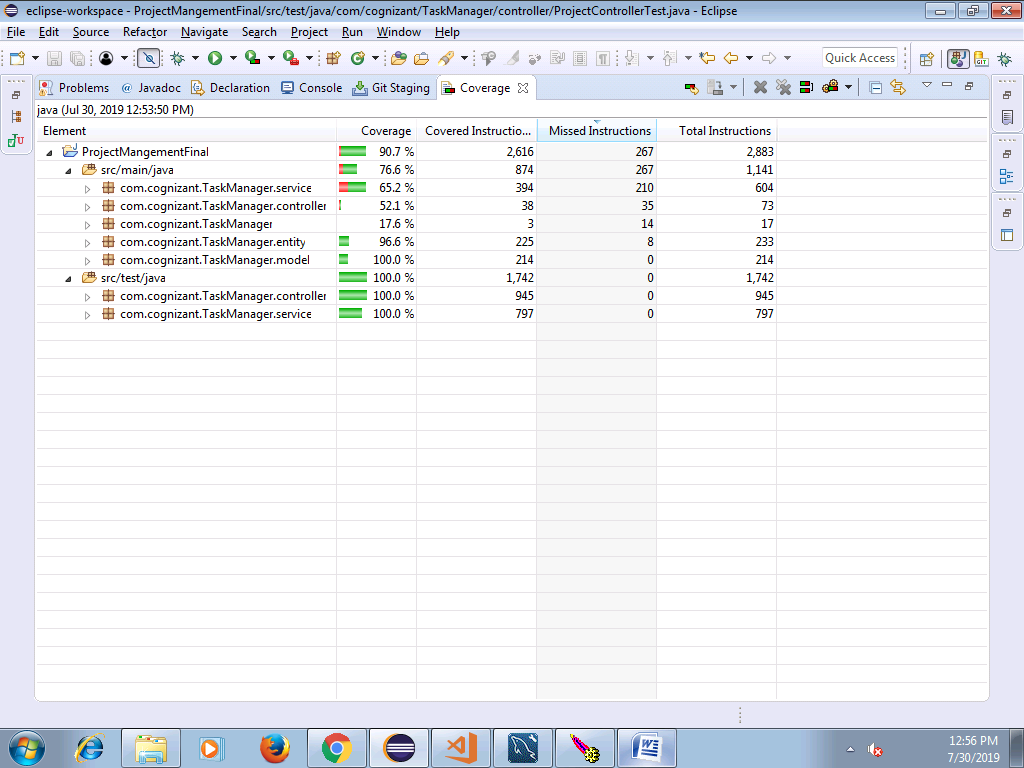 eclipse-workspace - ProjectMangementFinal/src/test/java/com/cognizant/TaskManager/controller/ProjectControllerTest.java - Eclipse
File Edit Source Refactor Navigate Search Project Run Window Help
Quick Access
Problems @ Javadoc Declaration Console Git Staging Coverage
java (Jul 30, 2019 12:53:50 PM)
Element Coverage Covered Instructio... Missed Instructions Total Instructions
ProjectMangementFinal 90.7 % 2,616 267 2,883
src/main/java 76.6 % 874 267 1,141
com.cognizant.TaskManager.service 65.2 % 394 210 604
com.cognizant.TaskManager.controller 52.1 % 38 35 73
com.cognizant.TaskManager 17.6 % 3 14 17
com.cognizant.TaskManager.entity 96.6 % 225 8 233
com.cognizant.TaskManager.model 100.0 % 214 0 214
src/test/java 100.0 % 1,742 0 1,742
com.cognizant.TaskManager.controller 100.0 % 945 0 945
com.cognizant.TaskManager.service 100.0 % 797 0 797
12:56 PM
7/30/2019